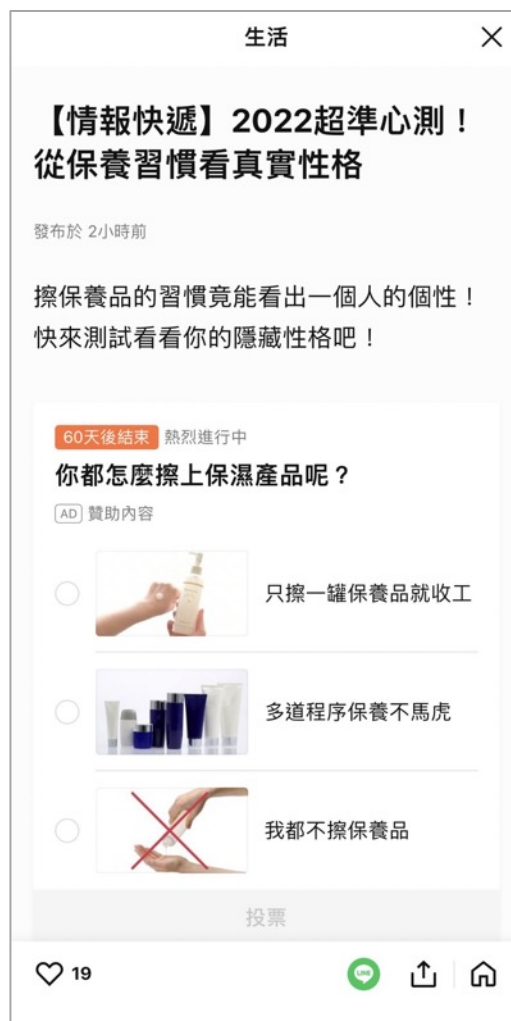 生活
【情報快遞】2022超準心測！
從保養習慣看真實性格
發布於 2小時前
擦保養品的習慣竟能看出一個人的個性！
快來測試看看你的隱藏性格吧！
60天後結束 熱烈進行中
你都怎麼擦上保濕產品呢？
AD 贊助內容
只擦一罐保養品就收工
多道程序保養不馬虎
我都不擦保養品
投票
19
LINE